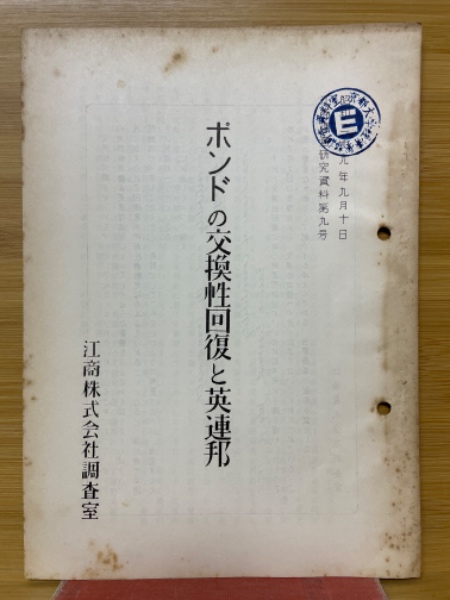 九年九月十日
研究資料第九号
ポンドの交換性回復と英連邦
江商株式会社調査室